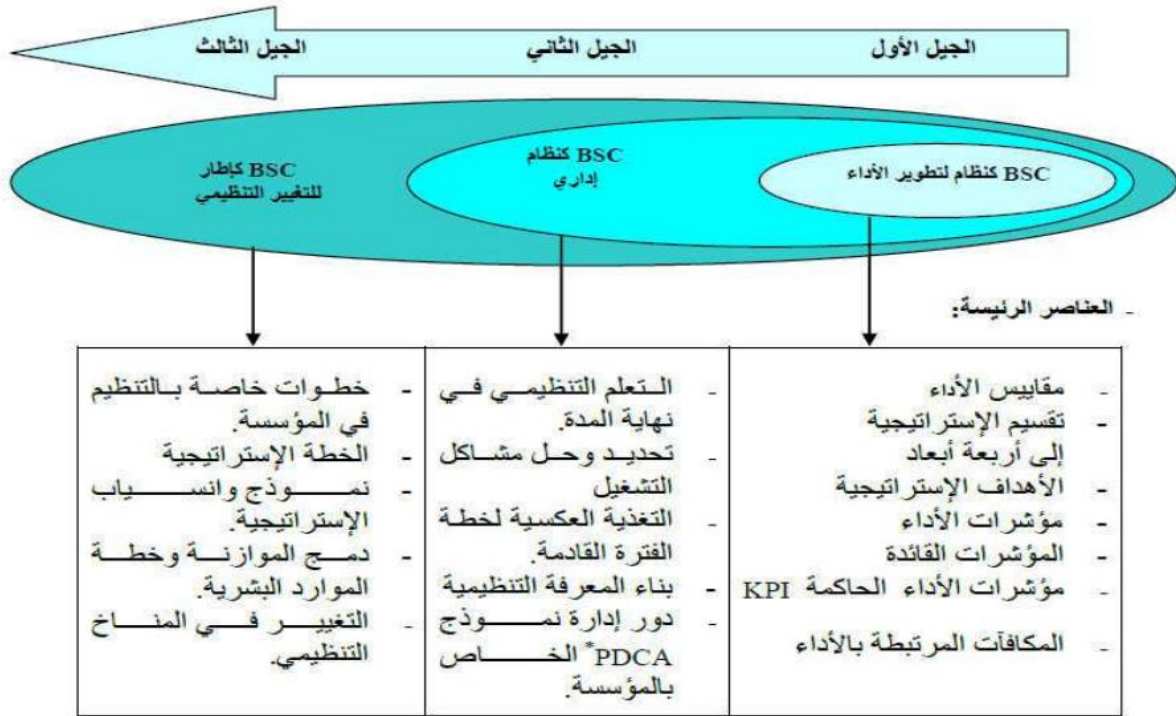 الجيل الأول
الجيل الثاني
الجيل الثالث
BSC كنظام لتطوير الأداء
BSC كنظام
إداري
BSC كإطار
للتغيير التنظيمي
- العناصر الرئيسة:
- مقاييس الأداء
- تقسيم الإستراتيجية
إلى أربعة أبعاد
- الأهداف الإستراتيجية
- مؤشرات الأداء
- المؤشرات القائدة
- مؤشرات الأداء الحاكمة KPI
- المكافآت المرتبطة بالأداء
- التعلم التنظيمي في
نهاية المدة.
- تحديد وحل مشاكل
التشغيل
- التغذية العكسية لخطة
الفترة القادمة.
- بناء المعرفة التنظيمية
- دور إدارة نموذج
PDCA* الخاص
بالمؤسسة.
- خطوات خاصة بالتنظيم
في المؤسسة.
- الخطة الإستراتيجية
- نموذج وانسياب
الإستراتيجية.
- دمج الموازنة وخطة
الموارد البشرية.
- التغيير في المناخ
التنظيمي.